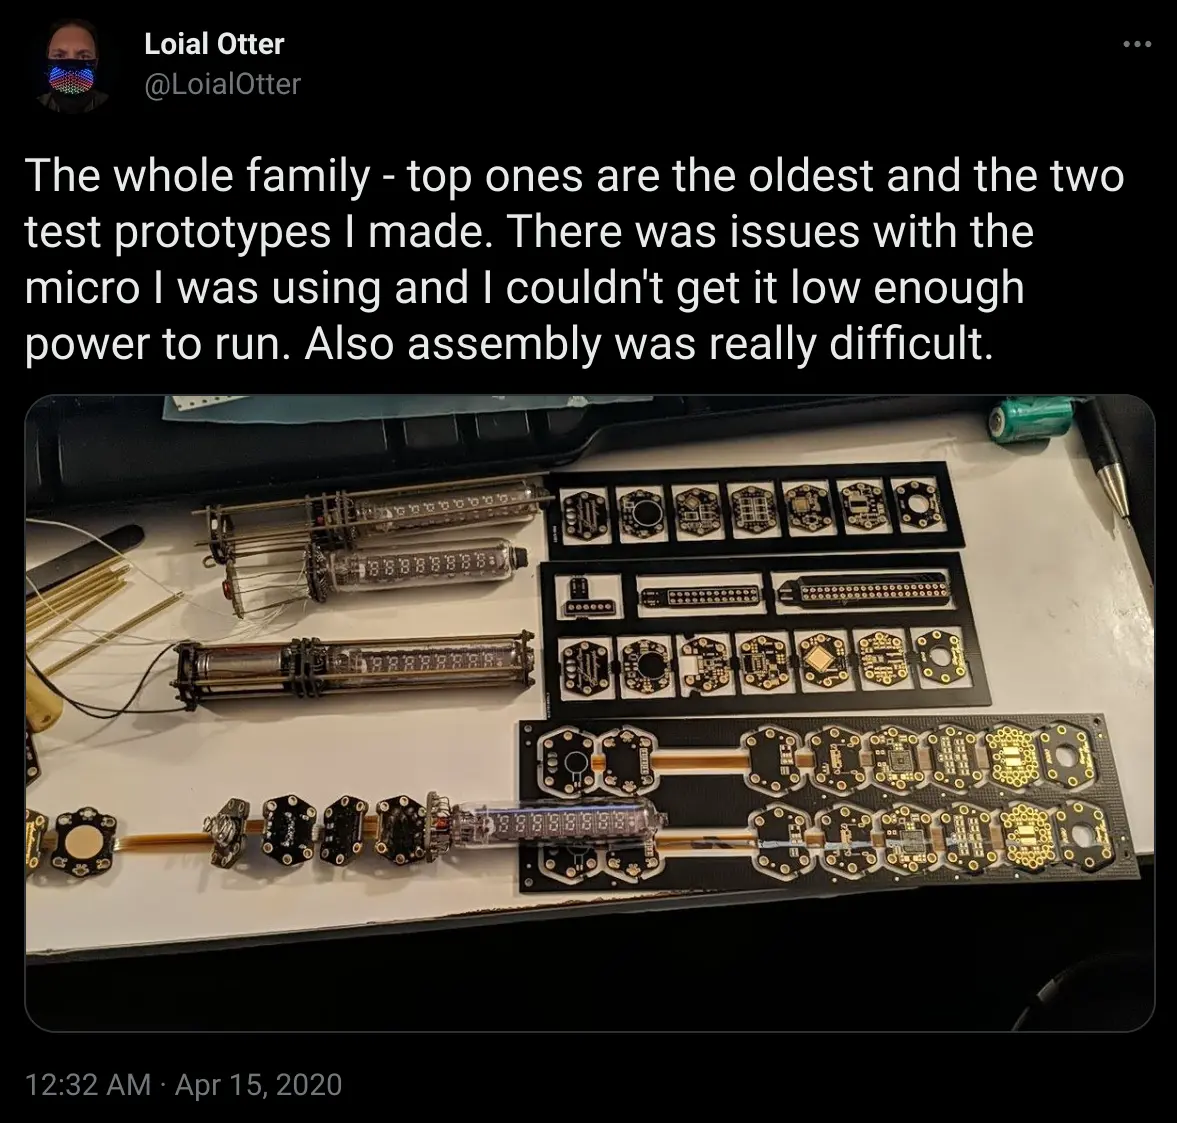 Loial Otter
@LoialOtter
The whole family - top ones are the oldest and the two
test prototypes I made. There was issues with the
micro I was using and I couldn't get it low enough
power to run. Also assembly was really difficult.
12:32 AM · Apr 15, 2020